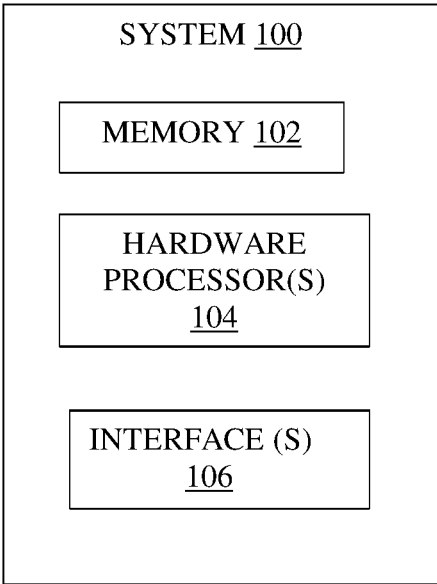 SYSTEM 100
MEMORY 102
HARDWARE
PROCESSOR(S)
104
INTERFACE (S)
106